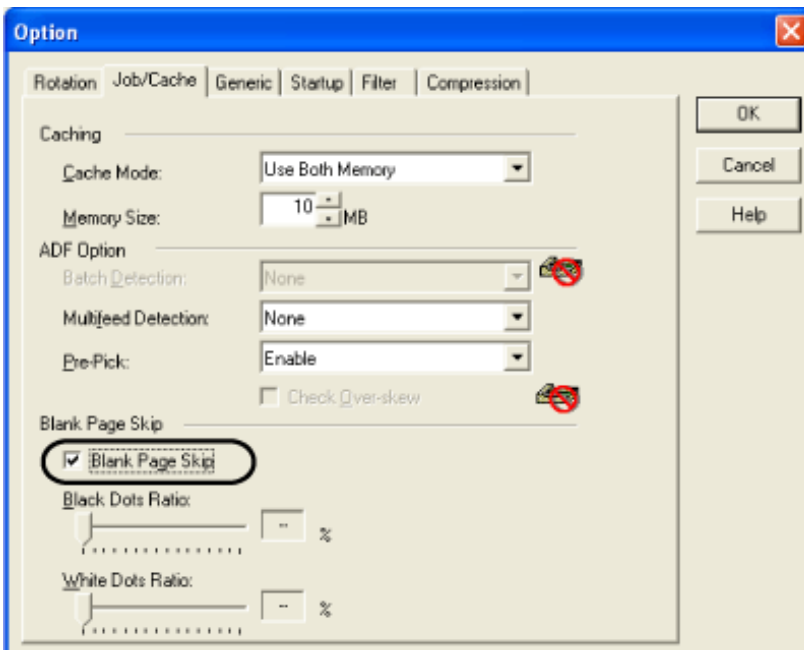 Option
Rotation Job/Cache Generic Startup Filter Compression
OK
Caching
Cache Mode: Use Both Memory
Cancel
Memory Size: 10 MB
Help
ADF Option
Batch Detection: None
Multifeed Detection: None
Pre-Pick: Enable
Check Over-skew
Blank Page Skip
Blank Page Skip
Black Dots Ratio:
-- %
White Dots Ratio:
-- %